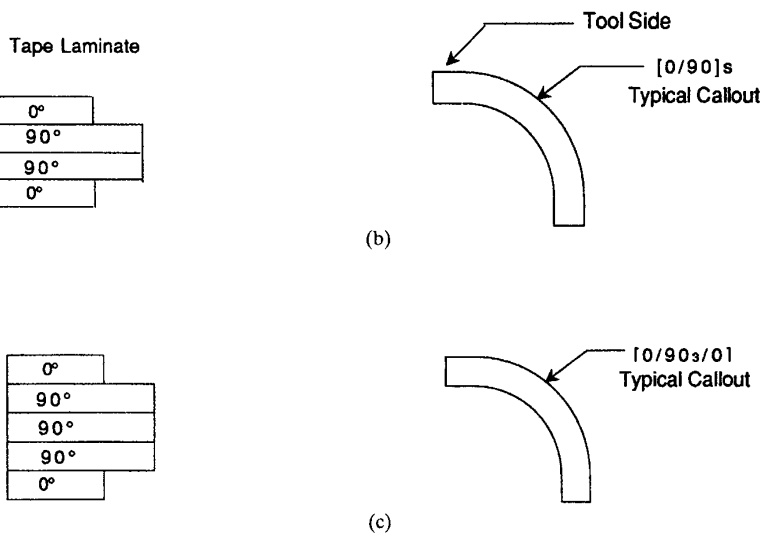 Tape Laminate
0°
90°
90°
0°
Tool Side
[0/90]s
Typical Callout
(b)
0°
90°
90°
90°
0°
[0/90₃/0]
Typical Callout
(c)